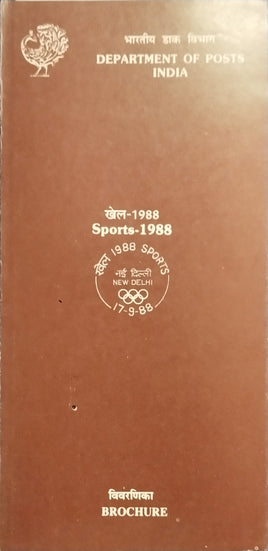 भारतीय डाक विभाग
DEPARTMENT OF POSTS
INDIA
खेल-1988
Sports-1988
खेल 1988 SPORTS
नई दिल्ली
NEW DELHI
17-9-88
विवरणिका
BROCHURE